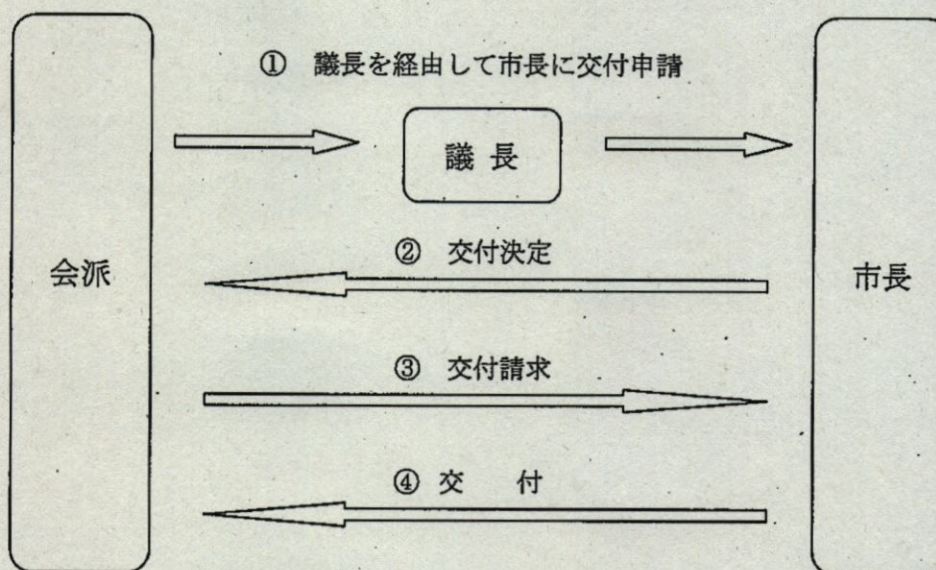 ① 議長を経由して市長に交付申請
議長
② 交付決定
会派
市長
③ 交付請求
④ 交 付